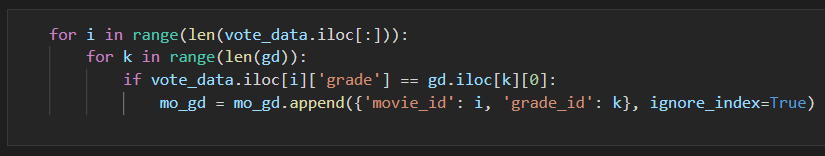 for i in range(len(vote_data.iloc[:])):
for k in range(len(gd)):
if vote_data.iloc[i]['grade'] == gd.iloc[k][0]:
mo_gd = mo_gd.append({'movie_id': i, 'grade_id': k}, ignore_index=True)